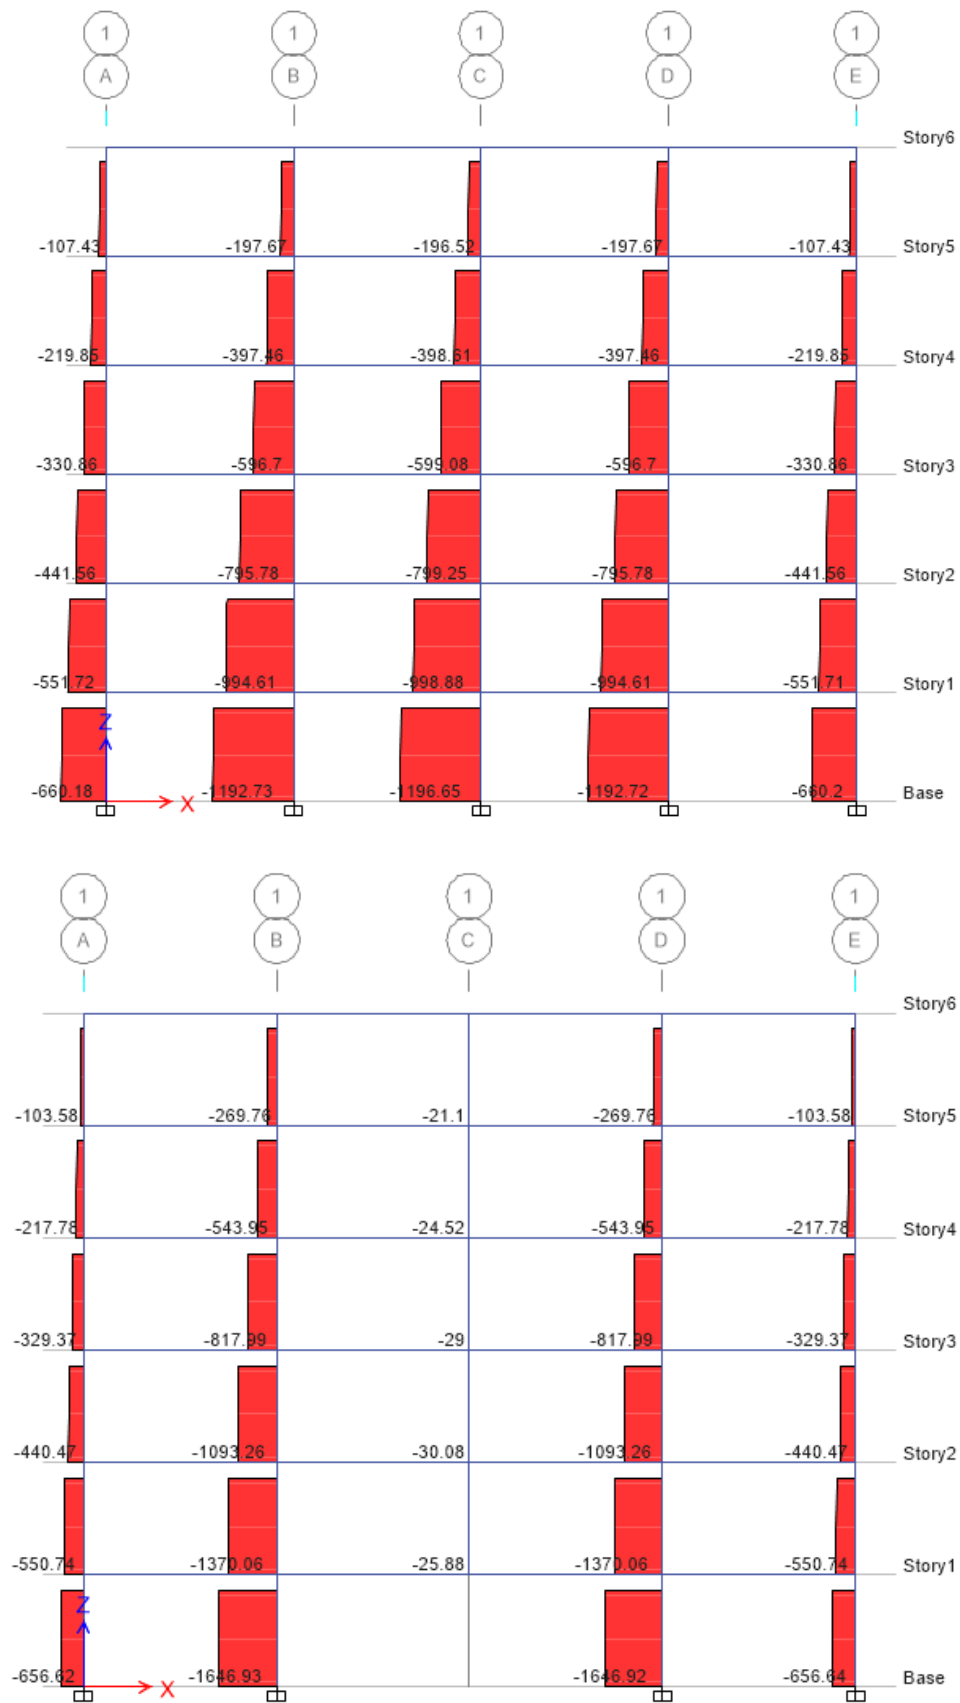 1 1 1 1 1
A B C D E
Story6
-107.43 -197.67 -196.52 -197.67 -107.43 Story5
-219.85 -397.46 -398.61 -397.46 -219.85 Story4
-330.86 -596.7 -599.08 -596.7 -330.86 Story3
-441.56 -795.78 -799.25 -795.78 -441.56 Story2
-551.72 -994.61 -998.88 -994.61 -551.71 Story1
Z
-660.18 -1192.73 -1196.65 -1192.72 -660.2 Base
X
1 1 1 1 1
A B C D E
Story6
-103.58 -269.76 -21.1 -269.76 -103.58 Story5
-217.78 -543.95 -24.52 -543.95 -217.78 Story4
-329.37 -817.99 -29 -817.99 -329.37 Story3
-440.47 -1093.26 -30.08 -1093.26 -440.47 Story2
-550.74 -1370.06 -25.88 -1370.06 -550.74 Story1
Z
-656.62 -1646.93 -1646.92 -656.64 Base
X